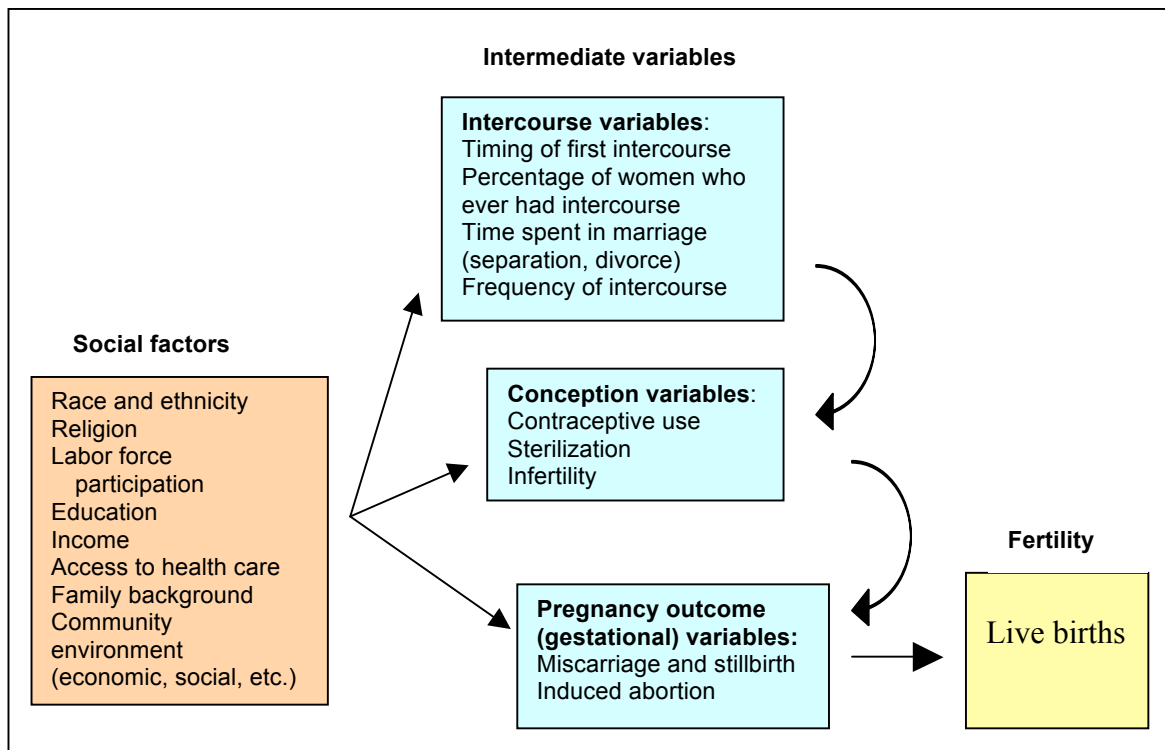 Intermediate variables
Intercourse variables:
Timing of first intercourse
Percentage of women who
ever had intercourse
Time spent in marriage
(separation, divorce)
Frequency of intercourse
Social factors
Race and ethnicity
Religion
Labor force
participation
Education
Income
Access to health care
Family background
Community
environment
(economic, social, etc.)
Conception variables:
Contraceptive use
Sterilization
Infertility
Pregnancy outcome
(gestational) variables:
Miscarriage and stillbirth
Induced abortion
Fertility
Live births